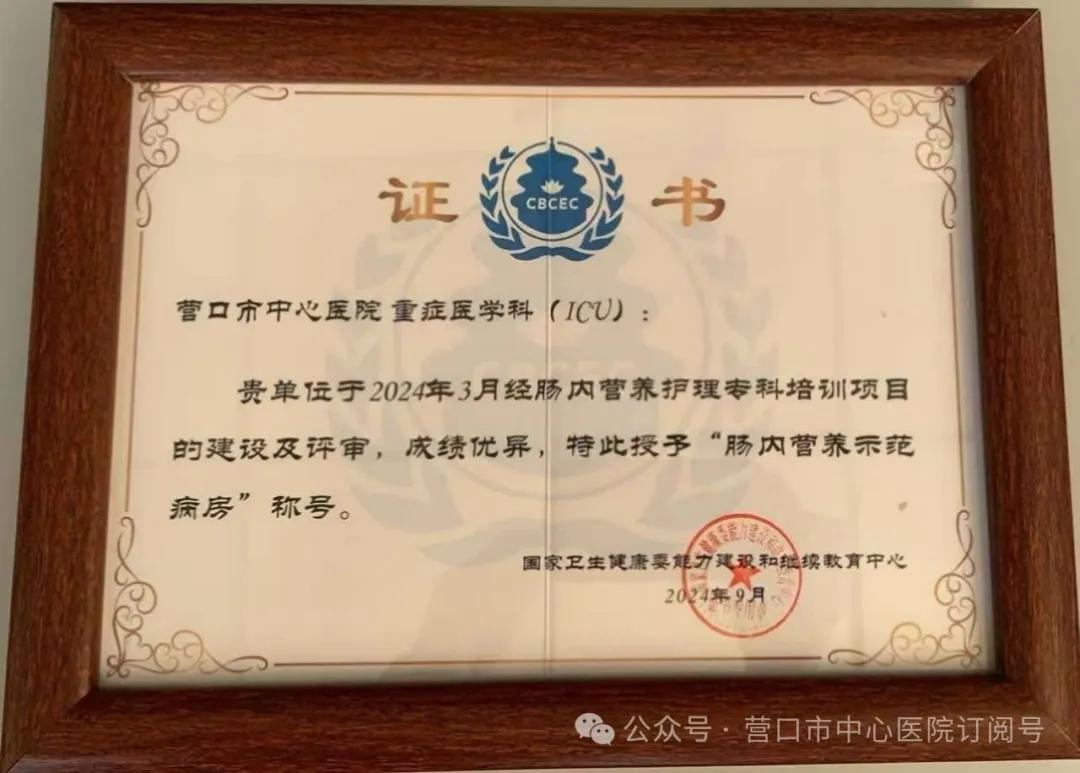 证 CBCEC 书
营口市中心医院 重症医学科（ICU）：
贵单位于2024年3月经肠内营养护理专科培训项目
的建设及评审，成绩优异，特此授予“肠内营养示范
病房”称号。
国家卫生健康委能力建设和继续教育中心
2024年9月
公众号·营口市中心医院订阅号